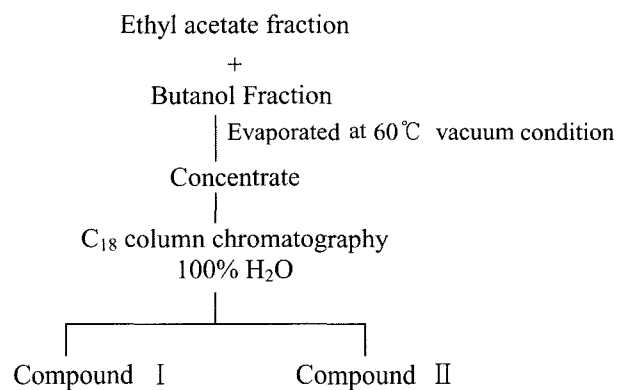 Ethyl acetate fraction
+
Butanol Fraction
Evaporated at 60℃ vacuum condition
Concentrate
C₁₈ column chromatography
100% H₂O
Compound Ⅰ Compound Ⅱ